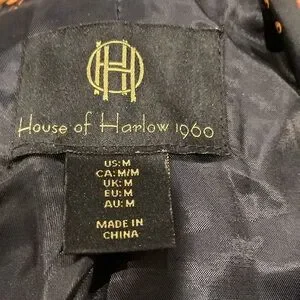 H
House of Harlow 1960
US: M
CA: M/M
UK: M
EU: M
AU: M
MADE IN
CHINA